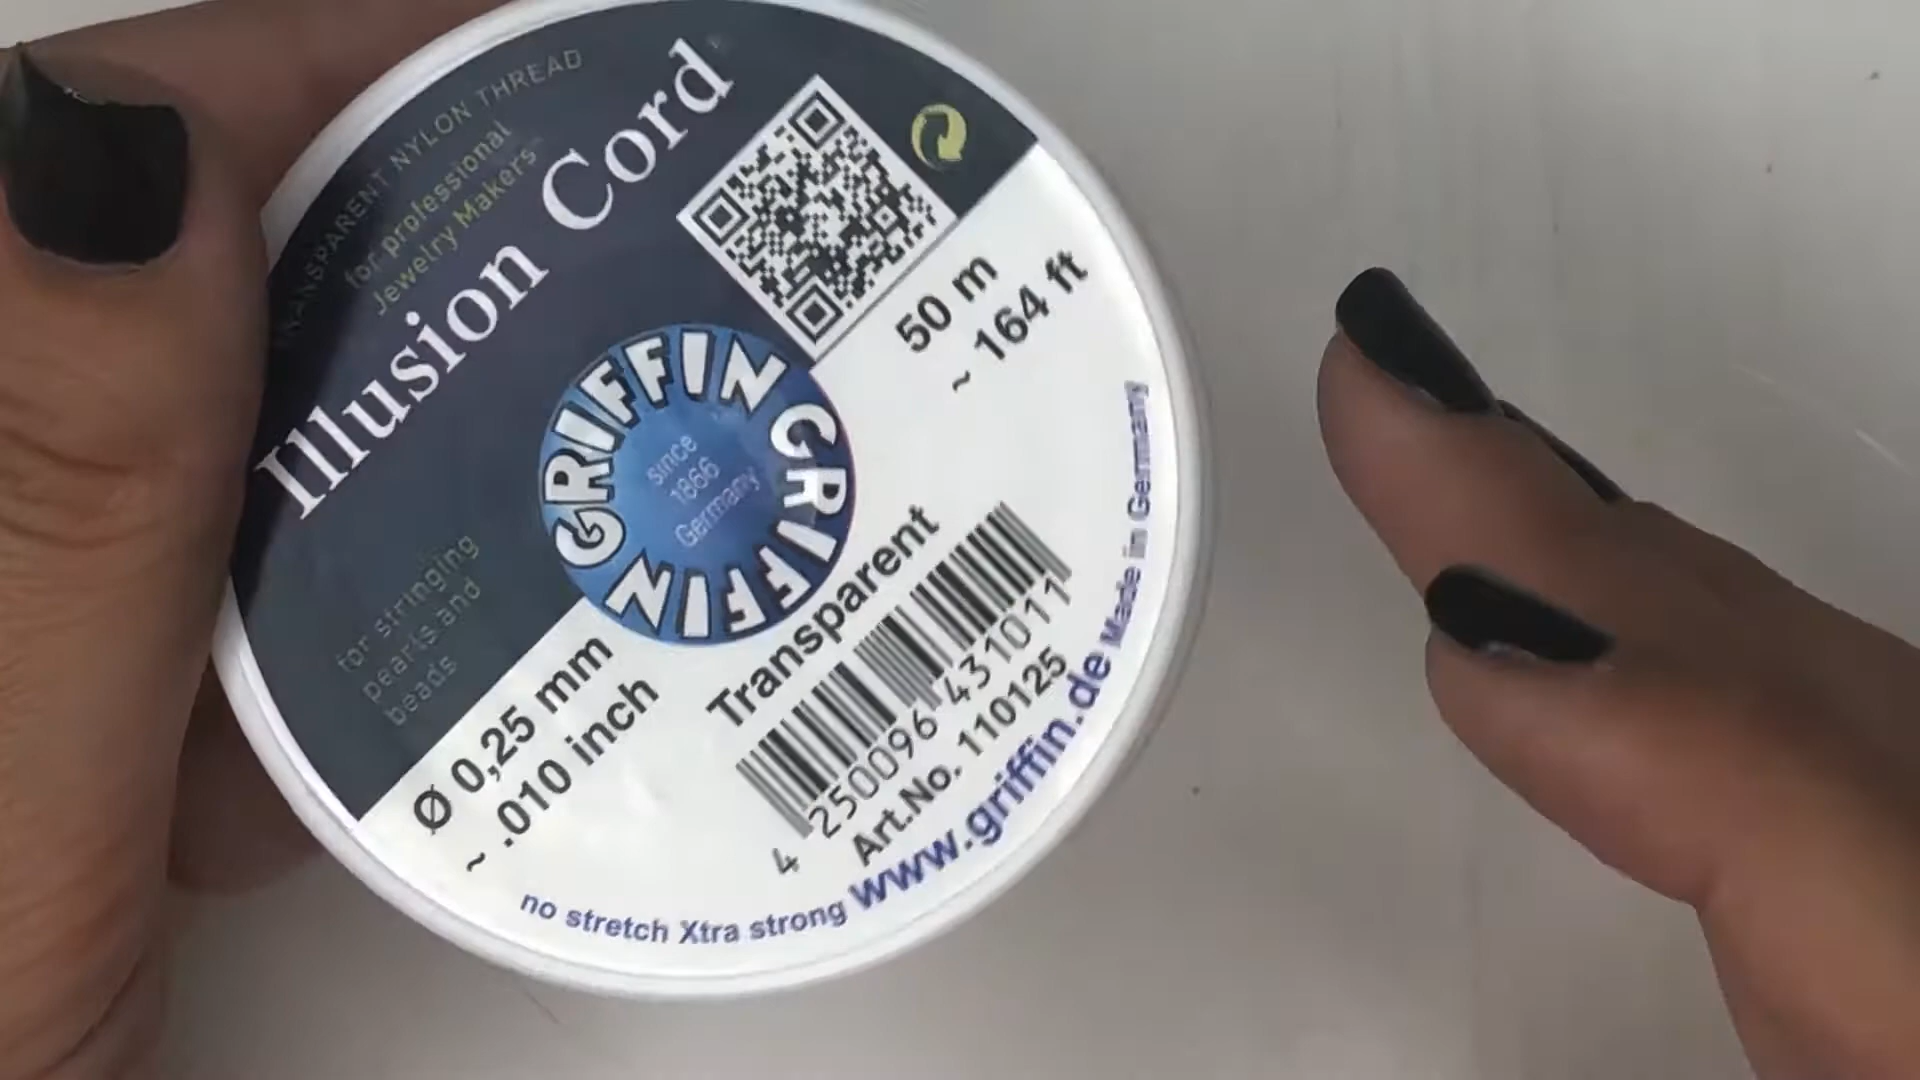 TRANSPARENT NYLON THREAD
for professional
Jewelry Makers
Illusion Cord
50 m
~ 164 ft
GRIFFIN GRIFFIN
since
1866
Germany
for stringing
pearls and
beads
Ø 0,25 mm
~ .010 inch
Transparent
4 250096 431011
Art.No. 110125
no stretch Xtra strong www.griffin.de Made in Germany